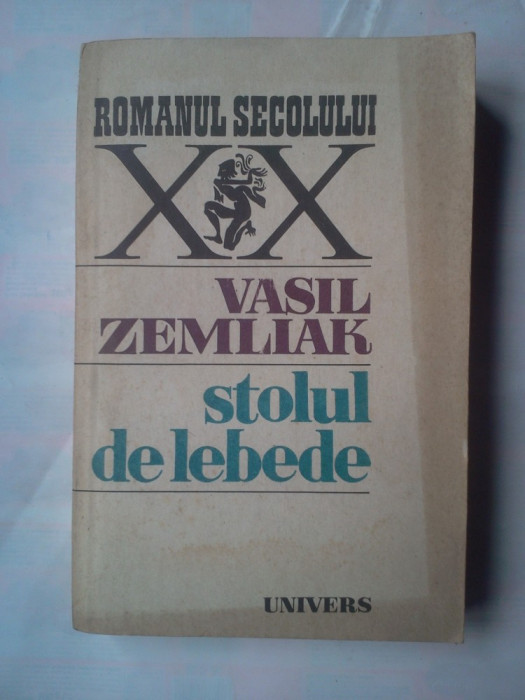 ROMANUL SECOLULUI
XX
VASIL
ZEMLIAK
stolul
de lebede
UNIVERS